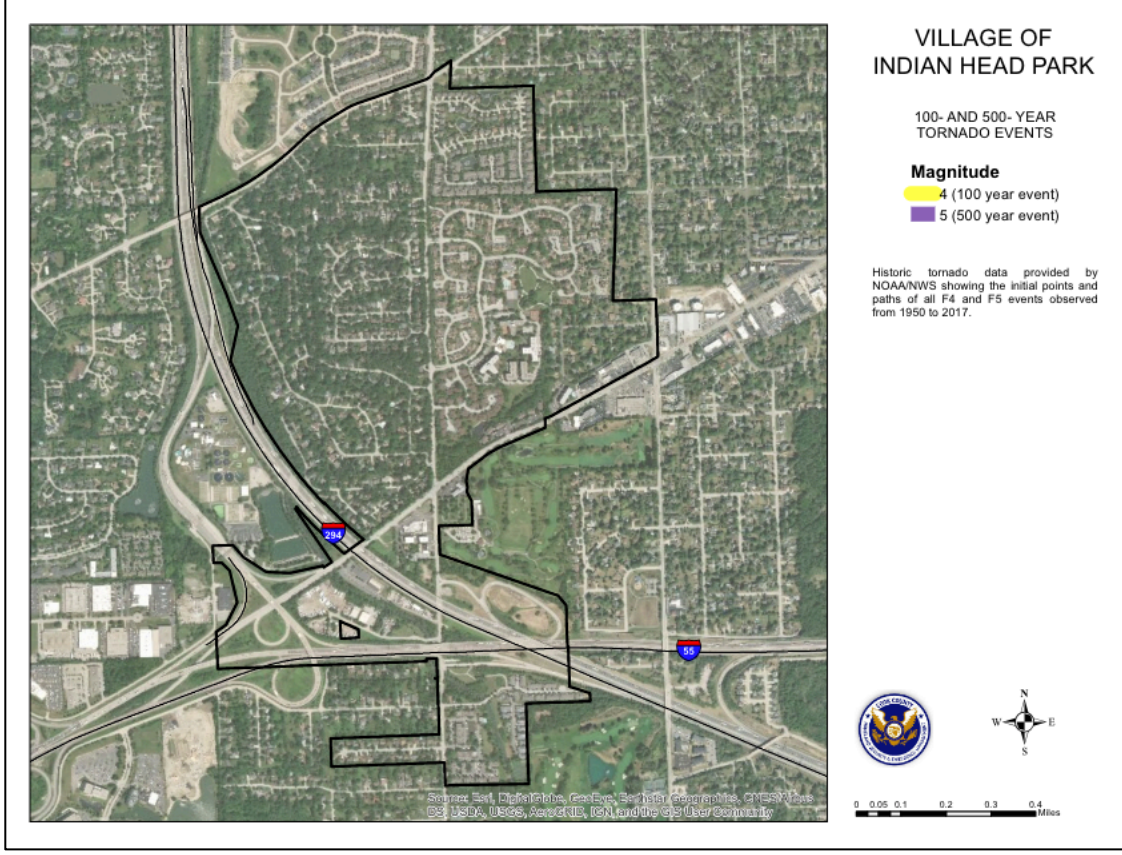 VILLAGE OF
INDIAN HEAD PARK
100- AND 500- YEAR
TORNADO EVENTS
Magnitude
4 (100 year event)
5 (500 year event)
Historic tornado data provided by
NOAA/NWS showing the initial points and
paths of all F4 and F5 events observed
from 1950 to 2017.
294
55
N
W E
S
COOK COUNTY
0 0.05 0.1 0.2 0.3 0.4
Miles
Source: Esri, DigitalGlobe, GeoEye, Earthstar Geographics, CNES/Airbus
DS, USDA, USGS, AeroGRID, IGN, and the GIS User Community